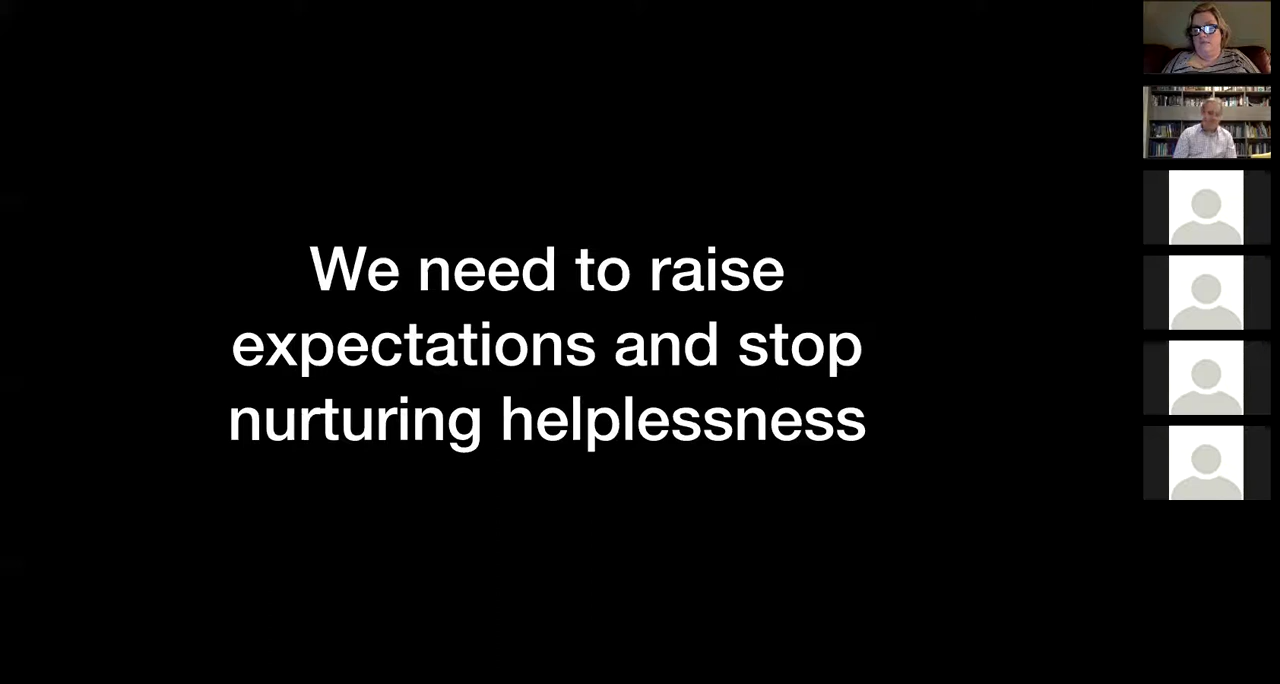 We need to raise
expectations and stop
nurturing helplessness